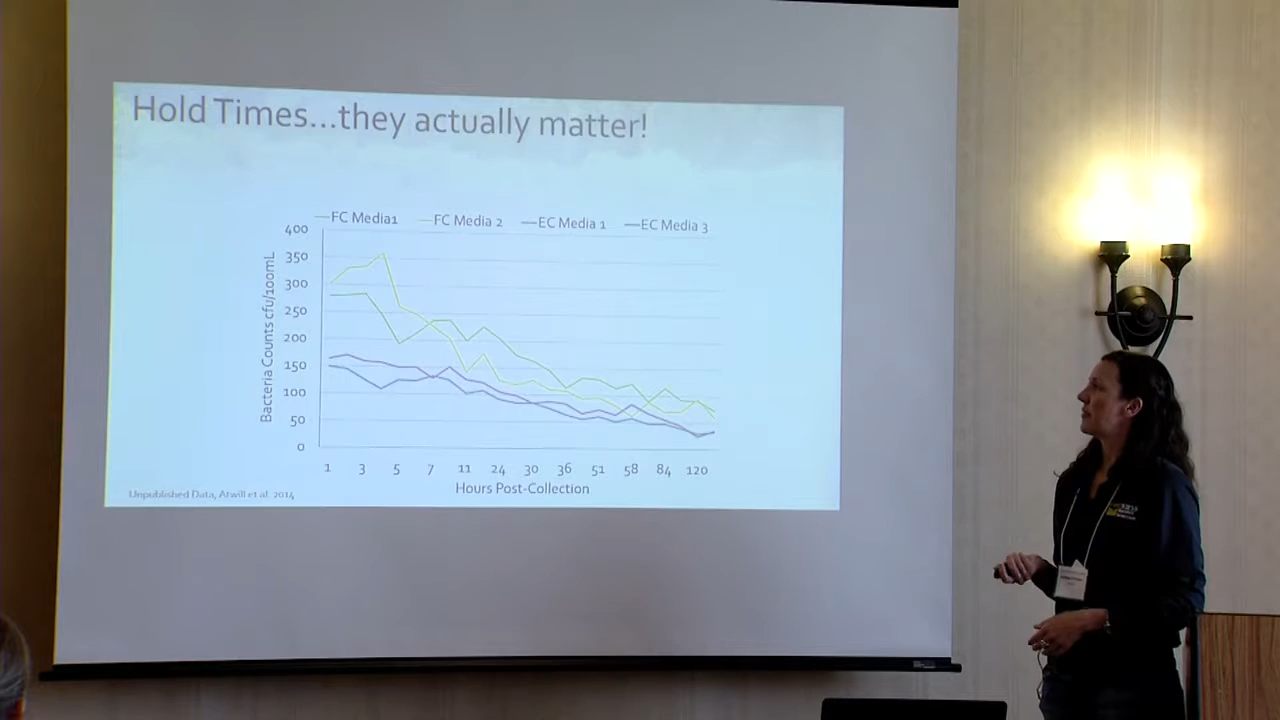 Hold Times...they actually matter!
FC Media1 FC Media 2 EC Media 1 EC Media 3
400
350
300
250
200
150
100
50
0
Bacteria Counts cfu/100mL
1 3 5 7 11 24 30 36 51 58 84 120
Hours Post-Collection
Unpublished Data, Atwill et al. 2014